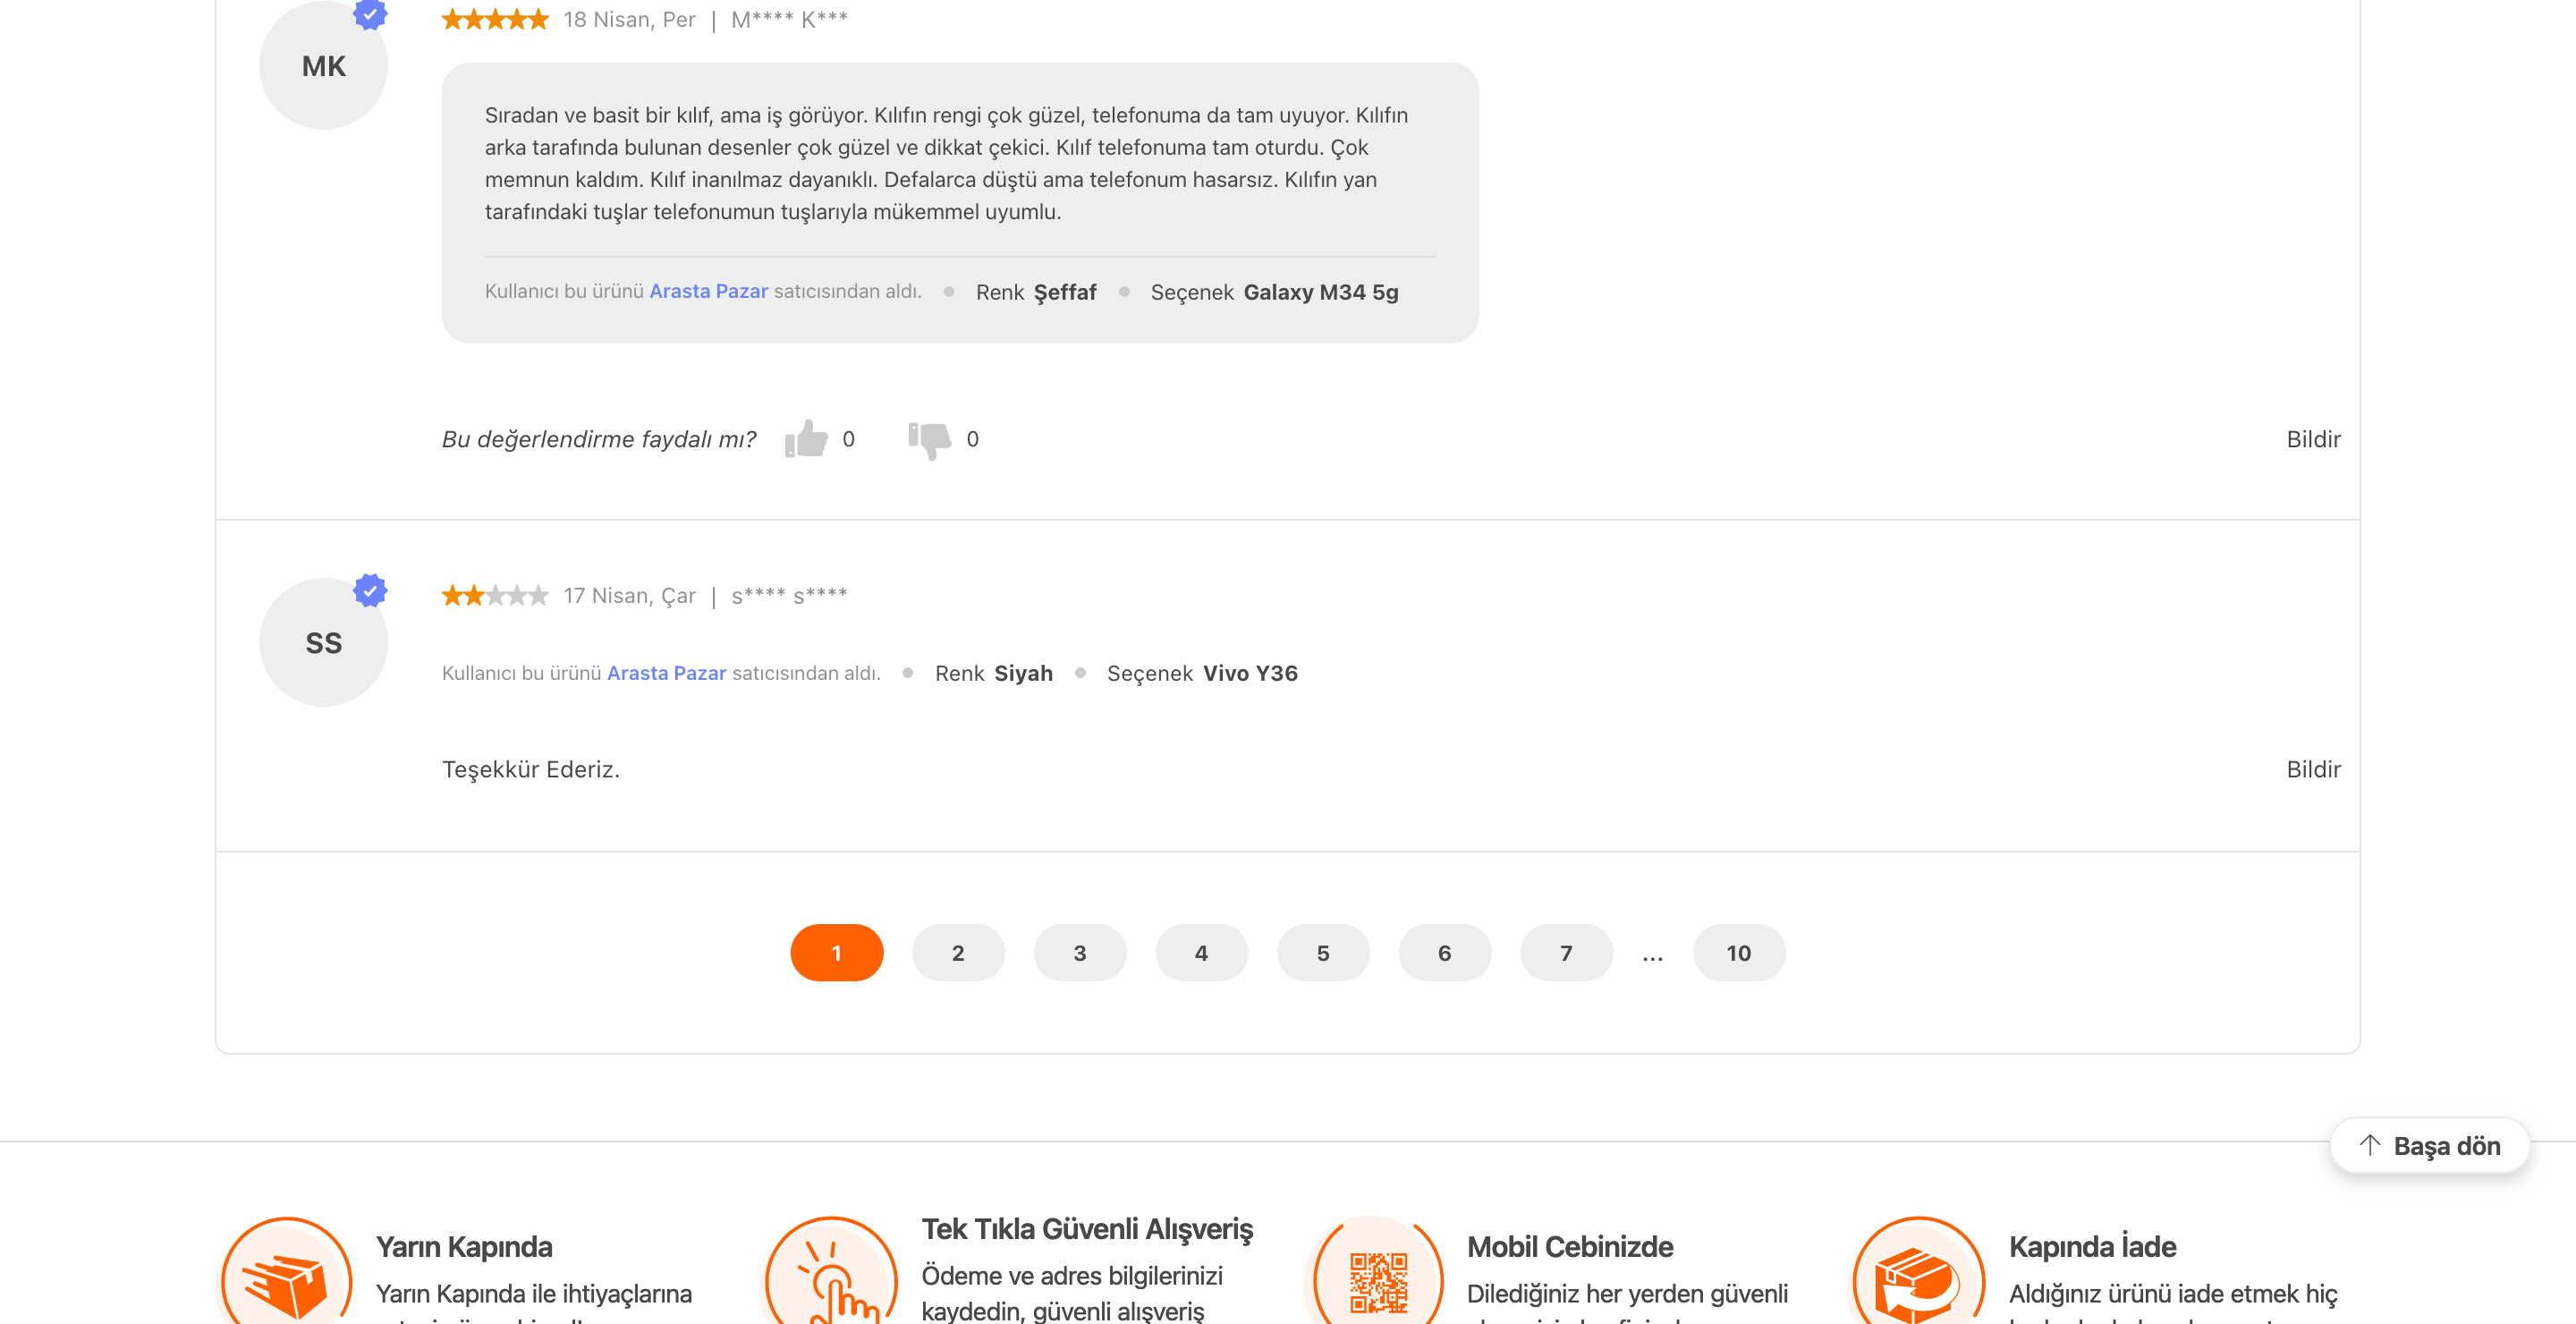 MK
18 Nisan, Per | M**** K***
Sıradan ve basit bir kılıf, ama iş görüyor. Kılıfın rengi çok güzel, telefonuma da tam uyuyor. Kılıfın
arka tarafında bulunan desenler çok güzel ve dikkat çekici. Kılıf telefonuma tam oturdu. Çok
memnun kaldım. Kılıf inanılmaz dayanıklı. Defalarca düştü ama telefonum hasarsız. Kılıfın yan
tarafındaki tuşlar telefonumun tuşlarıyla mükemmel uyumlu.
Kullanıcı bu ürünü Arasta Pazar satıcısından aldı. Renk Şeffaf Seçenek Galaxy M34 5g
Bu değerlendirme faydalı mı? 0 0 Bildir
SS
17 Nisan, Çar | s**** s****
Kullanıcı bu ürünü Arasta Pazar satıcısından aldı. Renk Siyah Seçenek Vivo Y36
Teşekkür Ederiz. Bildir
1 2 3 4 5 6 7 ... 10
Başa dön
Yarın Kapında
Yarın Kapında ile ihtiyaçlarına
Tek Tıkla Güvenli Alışveriş
Ödeme ve adres bilgilerinizi
kaydedin, güvenli alışveriş
Mobil Cebinizde
Dilediğiniz her yerden güvenli
Kapında İade
Aldığınız ürünü iade etmek hiç